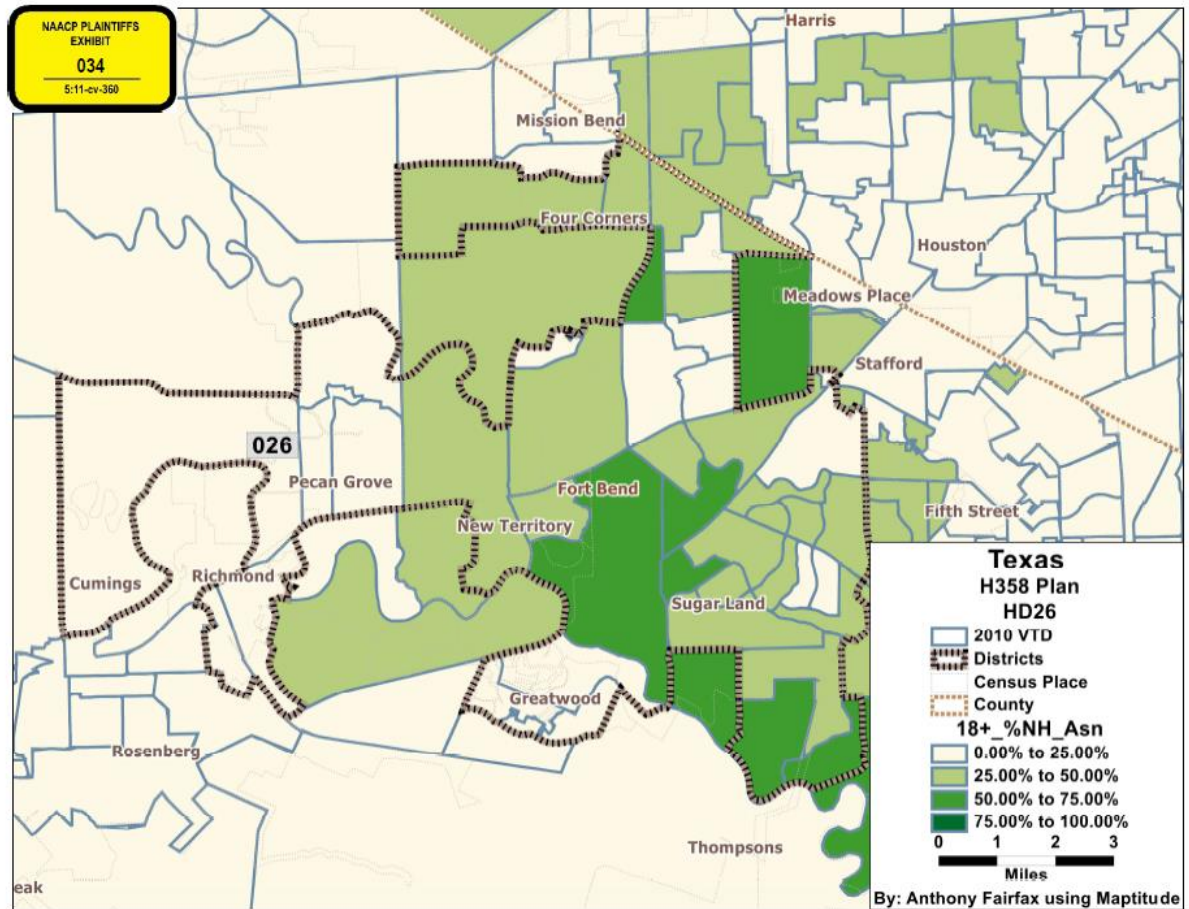 NAACP PLAINTIFFS
EXHIBIT
034
5:11-cv-360
Harris
Mission Bend
Four Corners
Houston
Meadows Place
Stafford
026
Pecan Grove
Fort Bend
New Territory
Fifth Street
Cumings
Richmond
Sugar Land
Greatwood
Rosenberg
Thompsons
eak
Texas
H358 Plan
HD26
2010 VTD
Districts
Census Place
County
18+_%NH_Asn
0.00% to 25.00%
25.00% to 50.00%
50.00% to 75.00%
75.00% to 100.00%
0 1 2 3
Miles
By: Anthony Fairfax using Maptitude